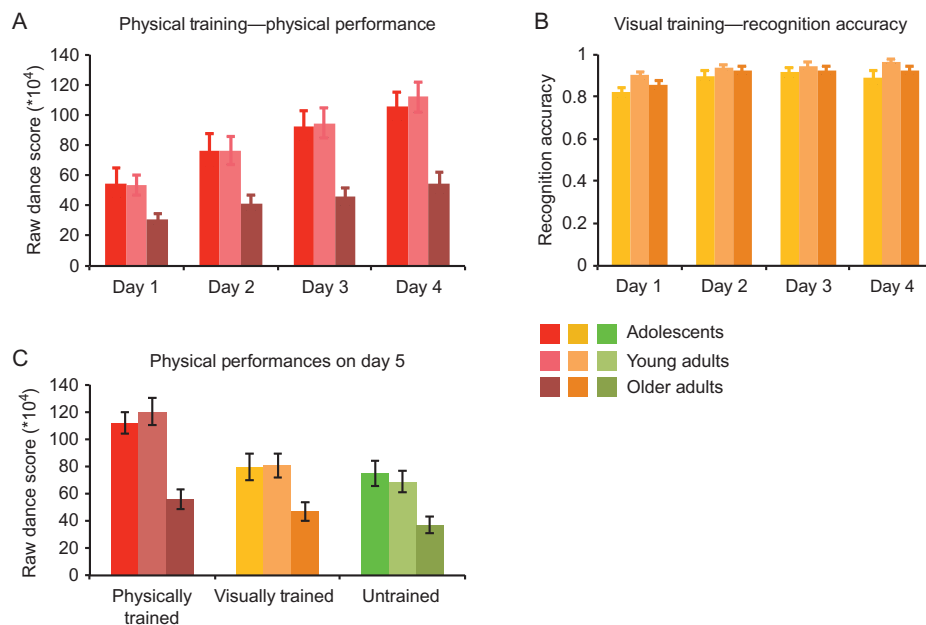 A
Physical training—physical performance
Raw dance score (*10⁴)
140
120
100
80
60
40
20
0
Day 1
Day 2
Day 3
Day 4
B
Visual training—recognition accuracy
Recognition accuracy
1
0.8
0.6
0.4
0.2
0
Day 1
Day 2
Day 3
Day 4
Adolescents
Young adults
Older adults
C
Physical performances on day 5
Raw dance score (*10⁴)
140
120
100
80
60
40
20
0
Physically
trained
Visually trained
Untrained